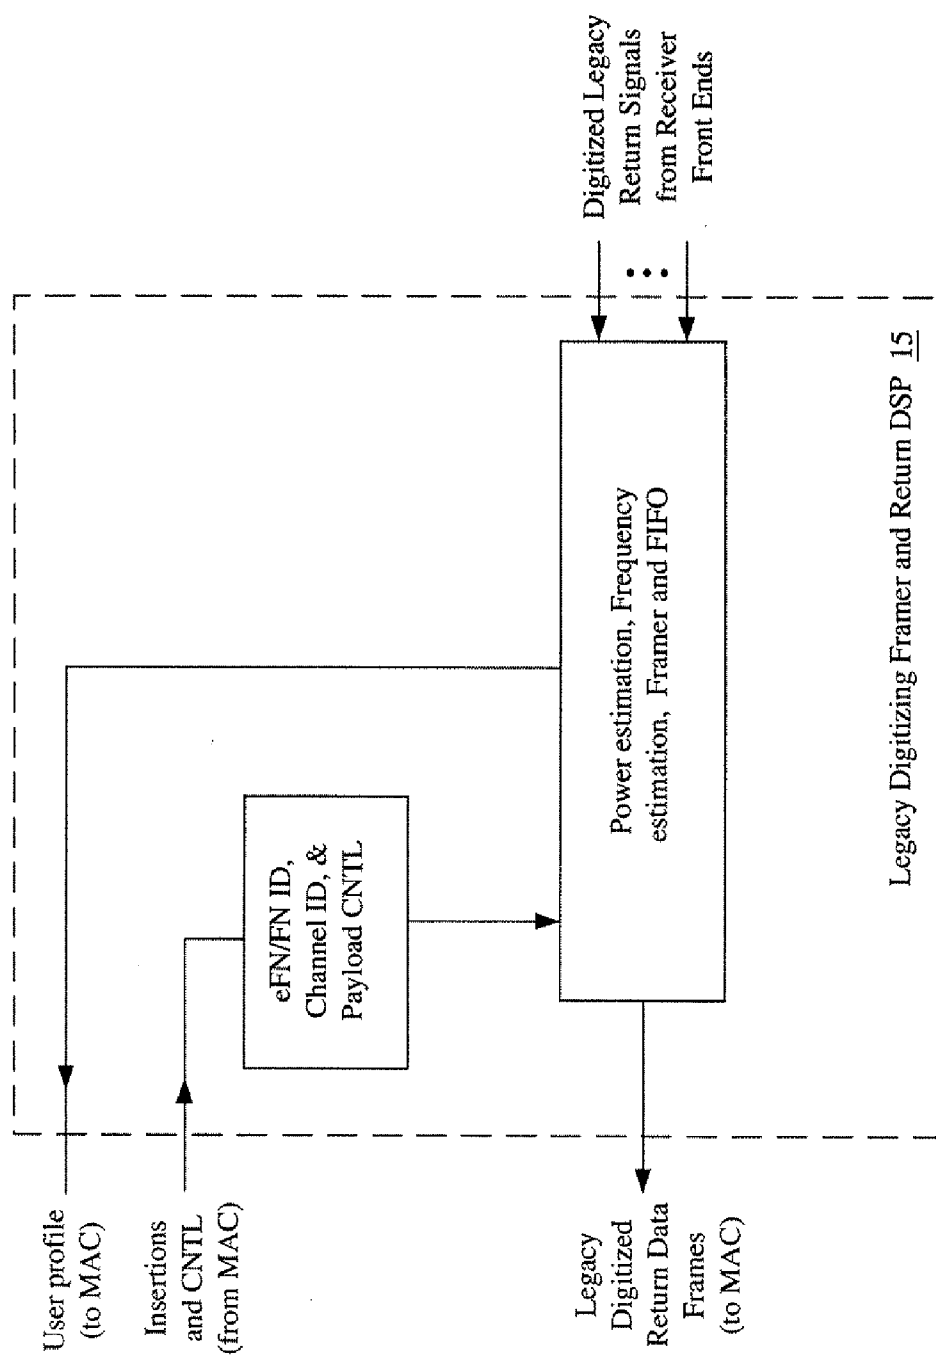 User profile
(to MAC)
Insertions
and CNTL
(from MAC)
eFN/FN ID,
Channel ID, &
Payload CNTL
Legacy
Digitized
Return Data
Frames
(to MAC)
Power estimation, Frequency
estimation, Framer and FIFO
Digitized Legacy
Return Signals
from Receiver
Front Ends
Legacy Digitizing Framer and Return DSP 15